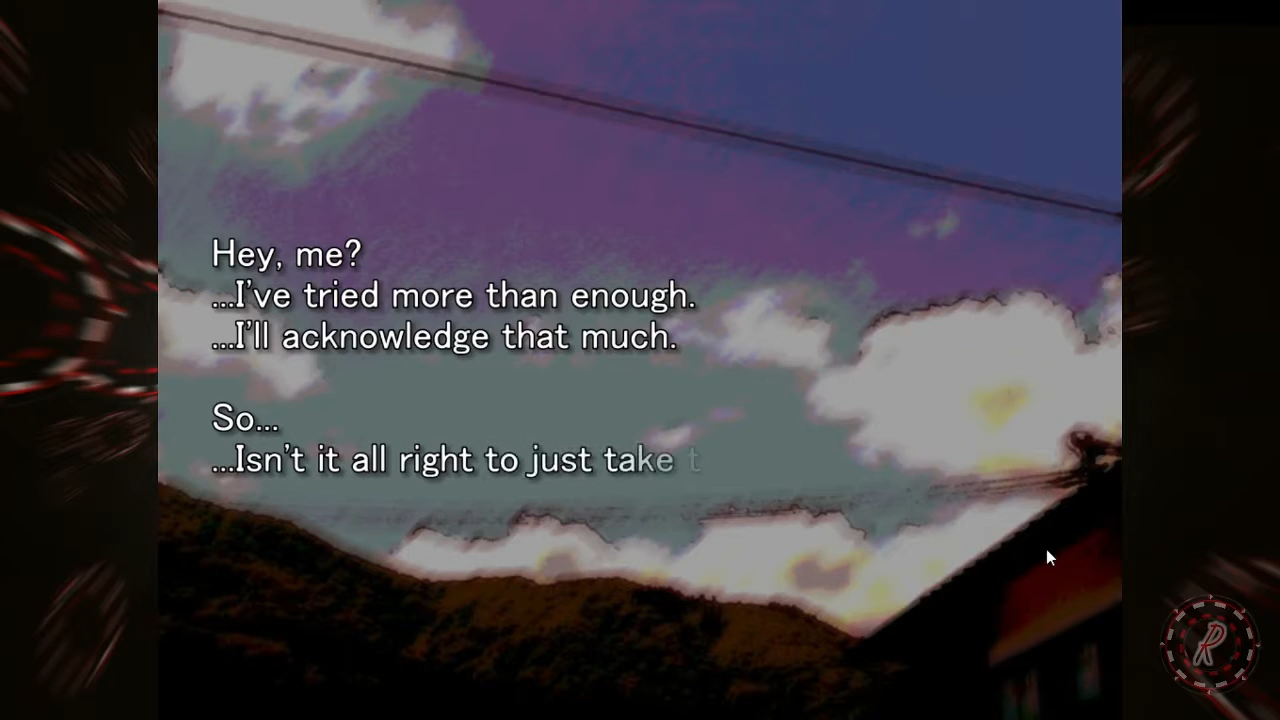 Hey, me?
...I've tried more than enough.
...I'll acknowledge that much.
So...
...Isn't it all right to just take t
R